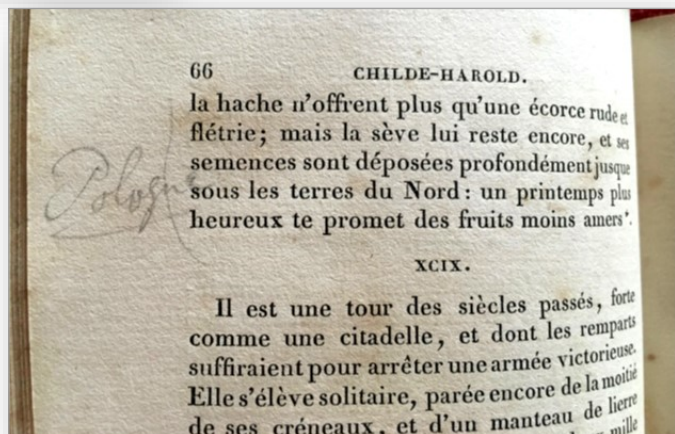 66 CHILDE-HAROLD.
la hache n'offrent plus qu'une écorce rude et
flétrie; mais la sève lui reste encore, et ses
semences sont déposées profondément jusque
Pologne
sous les terres du Nord: un printemps plus
heureux te promet des fruits moins amers*.
XCIX.
Il est une tour des siècles passés, forte
comme une citadelle, et dont les remparts
suffiraient pour arrêter une armée victorieuse.
Elle s'élève solitaire, parée encore de la moitié
de ses créneaux, et d'un manteau de lierre
mille